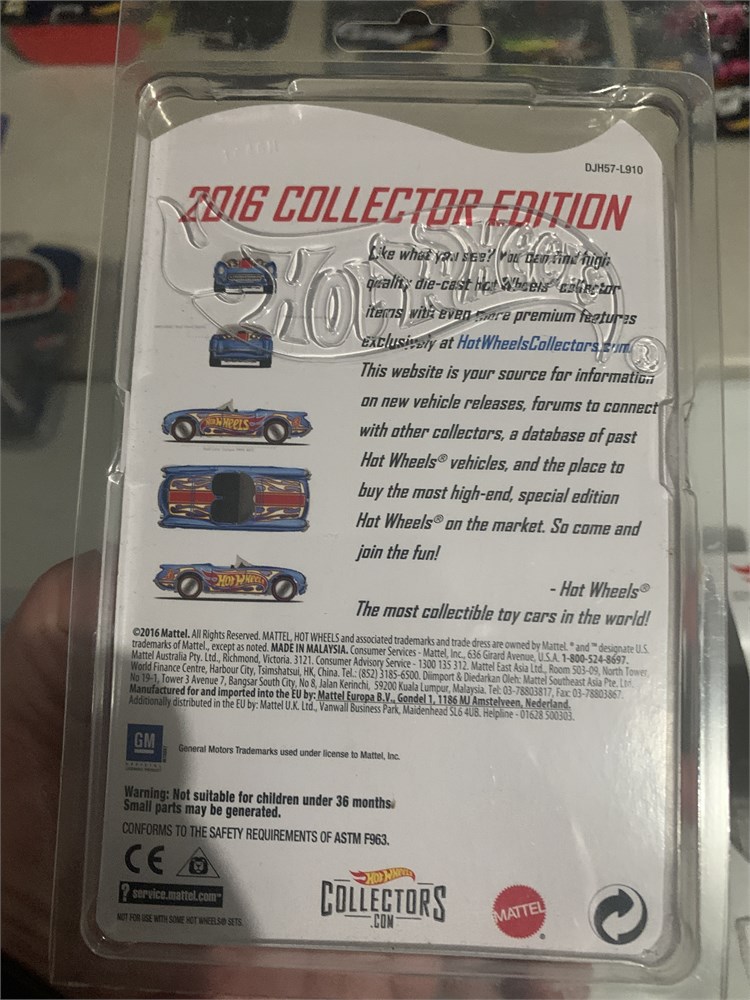 DJH57-L910
2016 COLLECTOR EDITION
Like what you see? You can find high
quality die-cast Hot Wheels® collector
items with even more premium features
exclusively at HotWheelsCollectors.com.
This website is your source for information
on new vehicle releases, forums to connect
with other collectors, a database of past
Hot Wheels® vehicles, and the place to
buy the most high-end, special edition
Hot Wheels® on the market. So come and
join the fun!
- Hot Wheels®
The most collectible toy cars in the world!
HOT WHEELS
HOT WHEELS
HOT WHEELS
®
©2016 Mattel. All Rights Reserved. MATTEL, HOT WHEELS and associated trademarks and trade dress are owned by Mattel. ® and ™ designate U.S.
trademarks of Mattel., except as noted. MADE IN MALAYSIA. Consumer Services - Mattel, Inc., 636 Girard Avenue, U.S.A. 1-800-524-8697.
Mattel Australia Pty. Ltd., Richmond, Victoria. 3121. Consumer Advisory Service - 1300 135 312. Mattel East Asia Ltd., Room 503-09, North Tower,
World Finance Centre, Harbour City, Tsimshatsui, HK, China. Tel.: (852) 3185-6500. Diimport & Diedarkan Oleh: Mattel Southeast Asia Pte. Ltd.,
No 19-1, Tower 3 Avenue 7, Bangsar South City, No 8, Jalan Kerinchi, 59200 Kuala Lumpur, Malaysia. Tel: 03-78803817, Fax: 03-78803867.
Manufactured for and imported into the EU by: Mattel Europa B.V., Gondel 1, 1186 MJ Amstelveen, Nederland.
Additionally distributed in the EU by: Mattel U.K. Ltd., Vanwall Business Park, Maidenhead SL6 4UB. Helpline - 01628 500303.
GM
General Motors Trademarks used under license to Mattel, Inc.
Warning: Not suitable for children under 36 months.
Small parts may be generated.
CONFORMS TO THE SAFETY REQUIREMENTS OF ASTM F963.
CE
? service.mattel.com™
NOT FOR USE WITH SOME HOT WHEELS® SETS.
HOT WHEELS
COLLECTORS
.COM
MATTEL
®